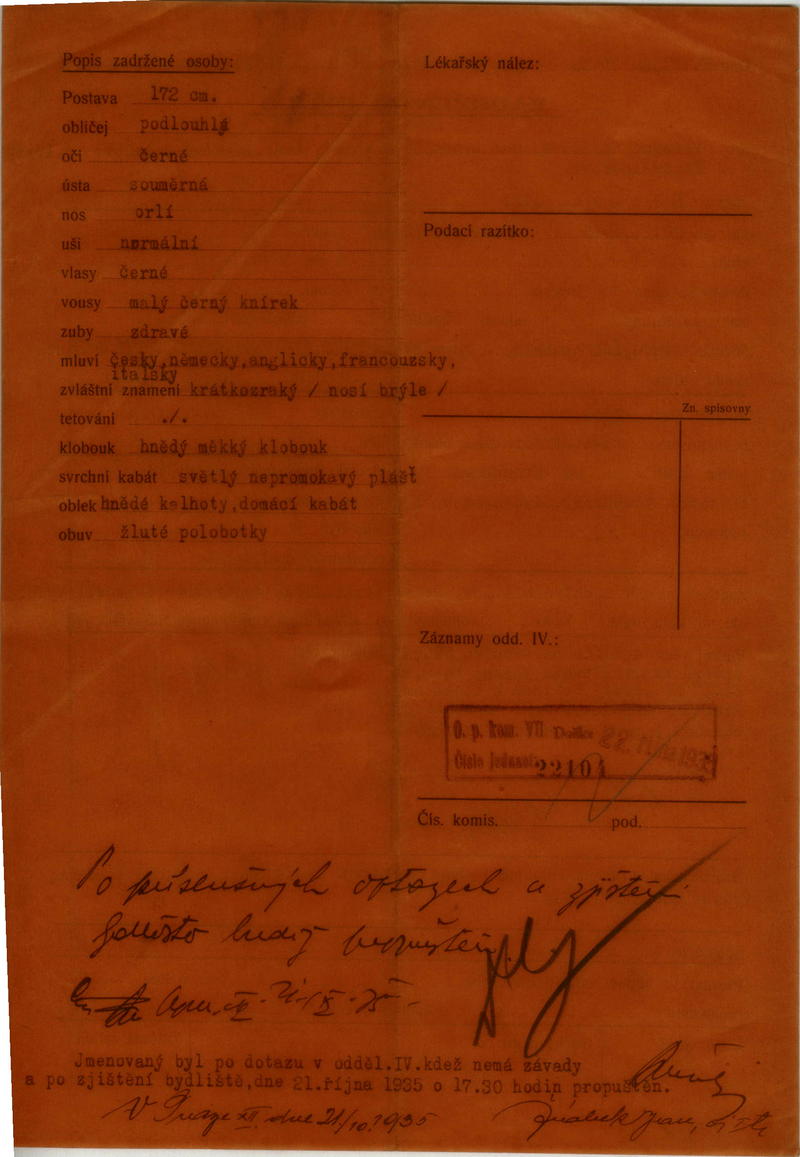 Popis zadržené osoby:
Postava 172 cm.
obličej podlouhlý
oči černé
ústa souměrná
nos orlí
uši normální
vlasy černé
vousy malý černý knírek
zuby zdravé
mluví česky,německy,anglicky,francouzsky,
italsky
zvláštní znamení krátkozraký / nosí brýle /
tetování ./.
klobouk hnědý měkký klobouk
svrchní kabát světlý nepromokavý plášť
oblek hnědé kalhoty,domácí kabát
obuv žluté polobotky
Lékařský nález:
Podací razítko:
Zn. spisovny
Záznamy odd. IV.:
O. p. kom. VII Došlo: 22. říjn 1935
Číslo jednací: 22104
Čís. komis. pod.
Po příslušných dotazech a zjištění
budiž propuštěn.
Jmenovaný byl po dotazu v odděl.IV.kdež nemá závady
a po zjištění bydliště,dne 21.října 1935 o 17.30 hodin propuštěn.
V Praze XII. dne 21/10.1935